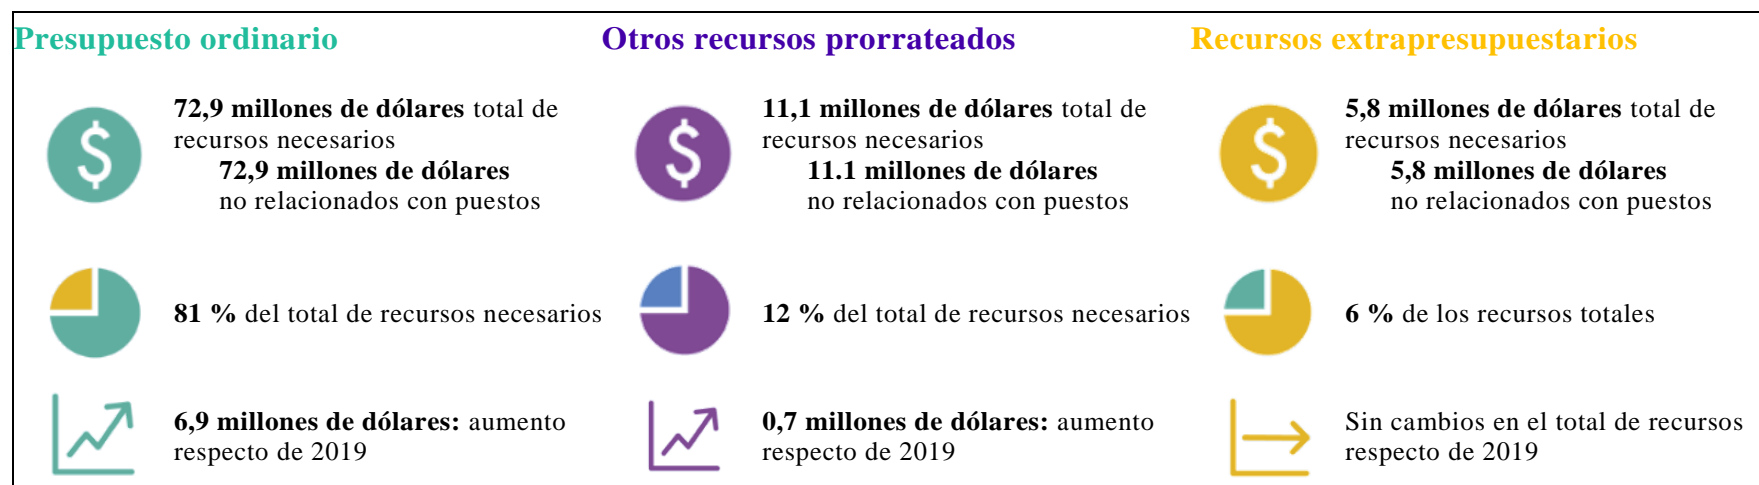 Presupuesto ordinario
72,9 millones de dólares total de
recursos necesarios
72,9 millones de dólares
no relacionados con puestos
81 % del total de recursos necesarios
6,9 millones de dólares: aumento
respecto de 2019
Otros recursos prorrateados
11,1 millones de dólares total de
recursos necesarios
11.1 millones de dólares
no relacionados con puestos
12 % del total de recursos necesarios
0,7 millones de dólares: aumento
respecto de 2019
Recursos extrapresupuestarios
5,8 millones de dólares total de
recursos necesarios
5,8 millones de dólares
no relacionados con puestos
6 % de los recursos totales
Sin cambios en el total de recursos
respecto de 2019